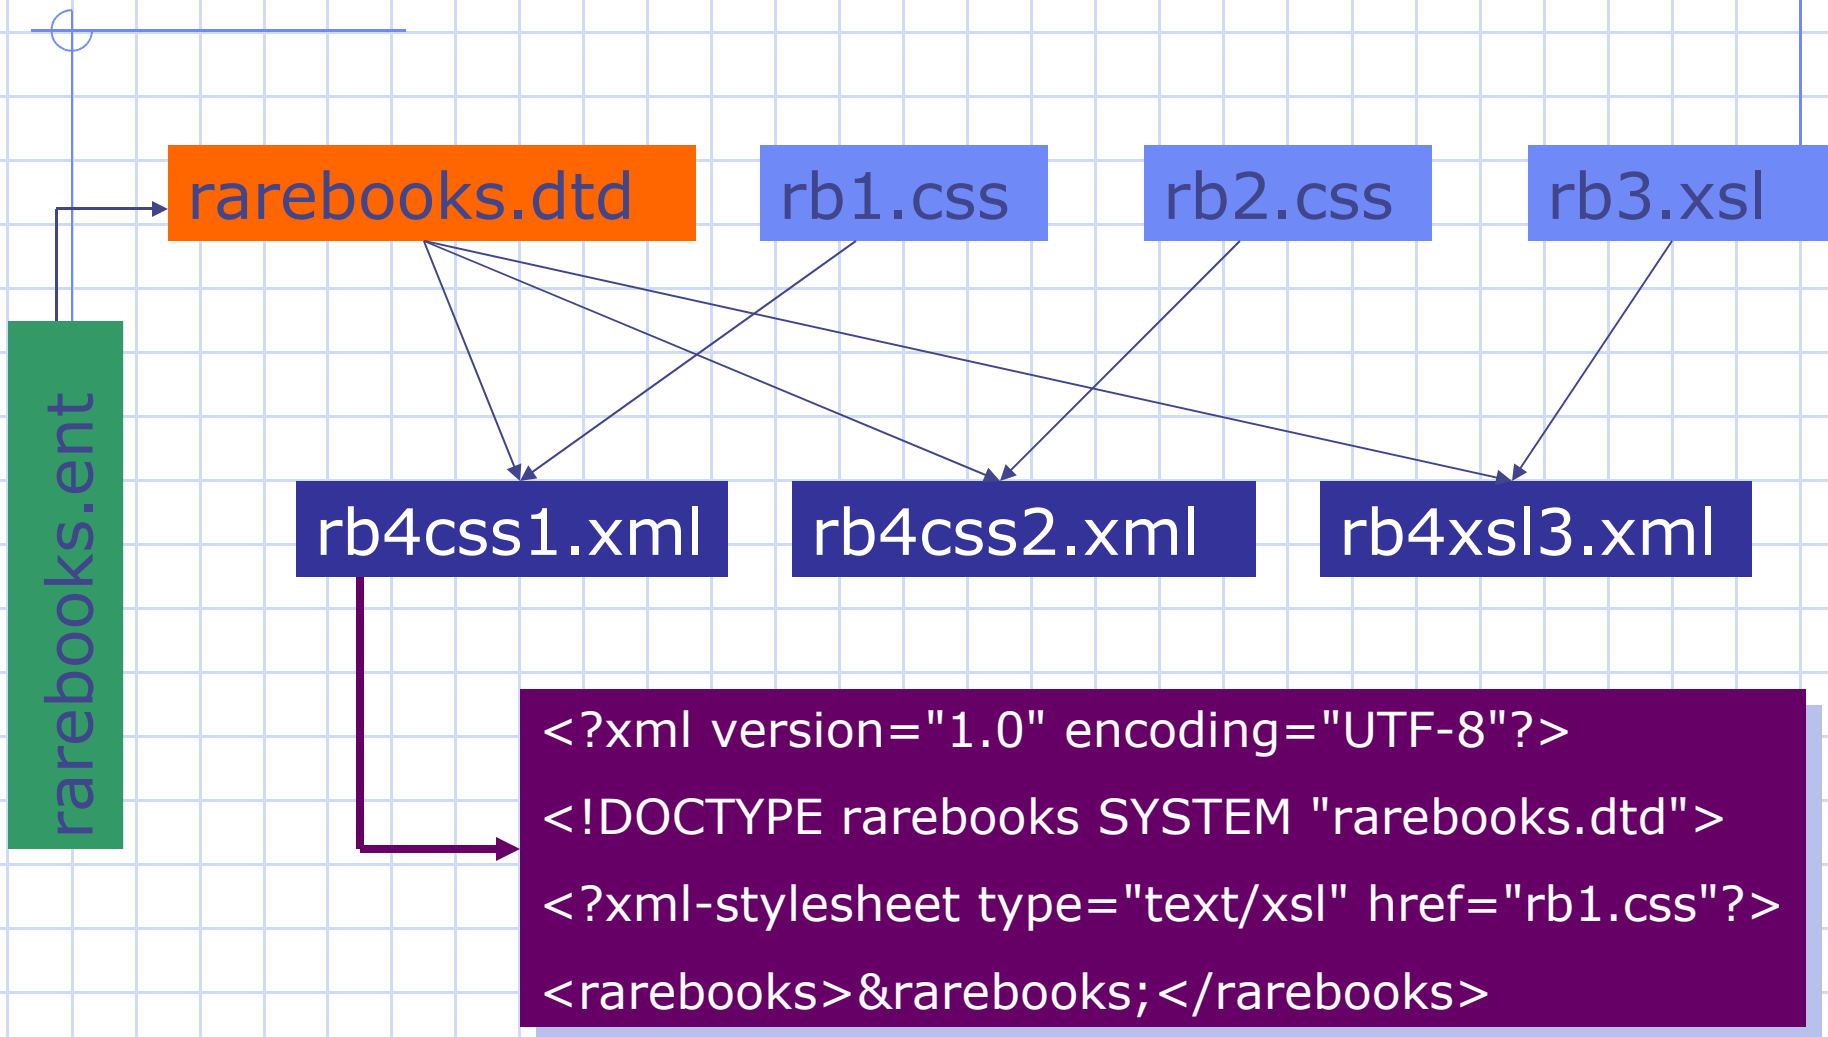 rarebooks.dtd
rb1.css
rb2.css
rb3.xsl
rarebooks.ent
rb4css1.xml
rb4css2.xml
rb4xsl3.xml
<?xml version="1.0" encoding="UTF-8"?>
<!DOCTYPE rarebooks SYSTEM "rarebooks.dtd">
<?xml-stylesheet type="text/xsl" href="rb1.css"?>
<rarebooks>&rarebooks;</rarebooks>